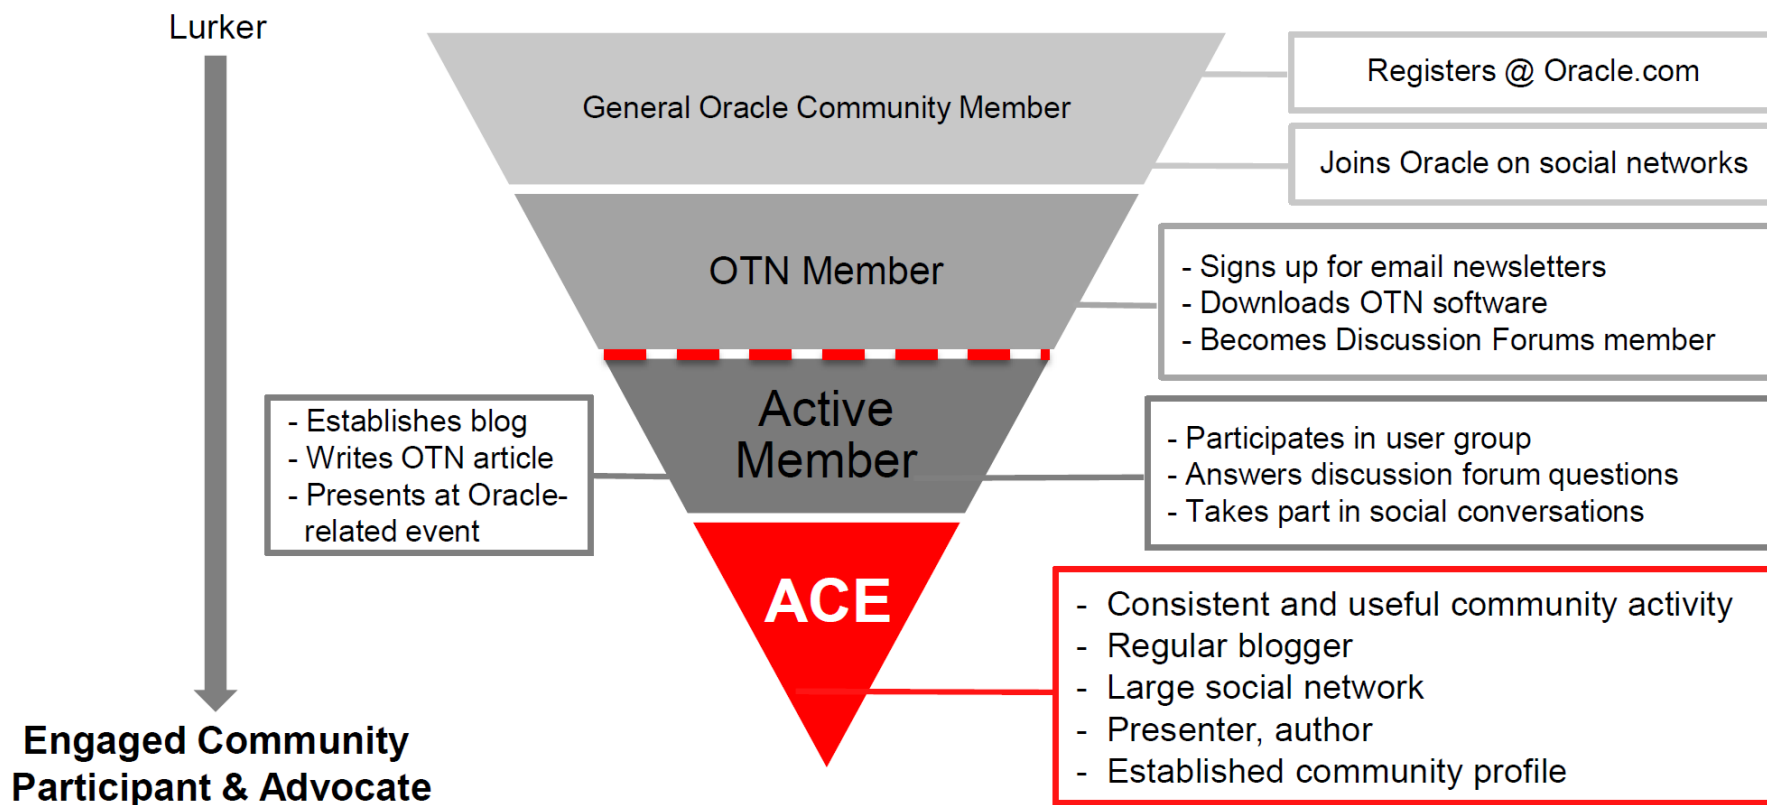 Lurker
General Oracle Community Member
Registers @ Oracle.com
Joins Oracle on social networks
OTN Member
- Signs up for email newsletters
- Downloads OTN software
- Becomes Discussion Forums member
Active
Member
- Establishes blog
- Writes OTN article
- Presents at Oracle-
related event
- Participates in user group
- Answers discussion forum questions
- Takes part in social conversations
ACE
- Consistent and useful community activity
- Regular blogger
- Large social network
- Presenter, author
- Established community profile
Engaged Community
Participant & Advocate